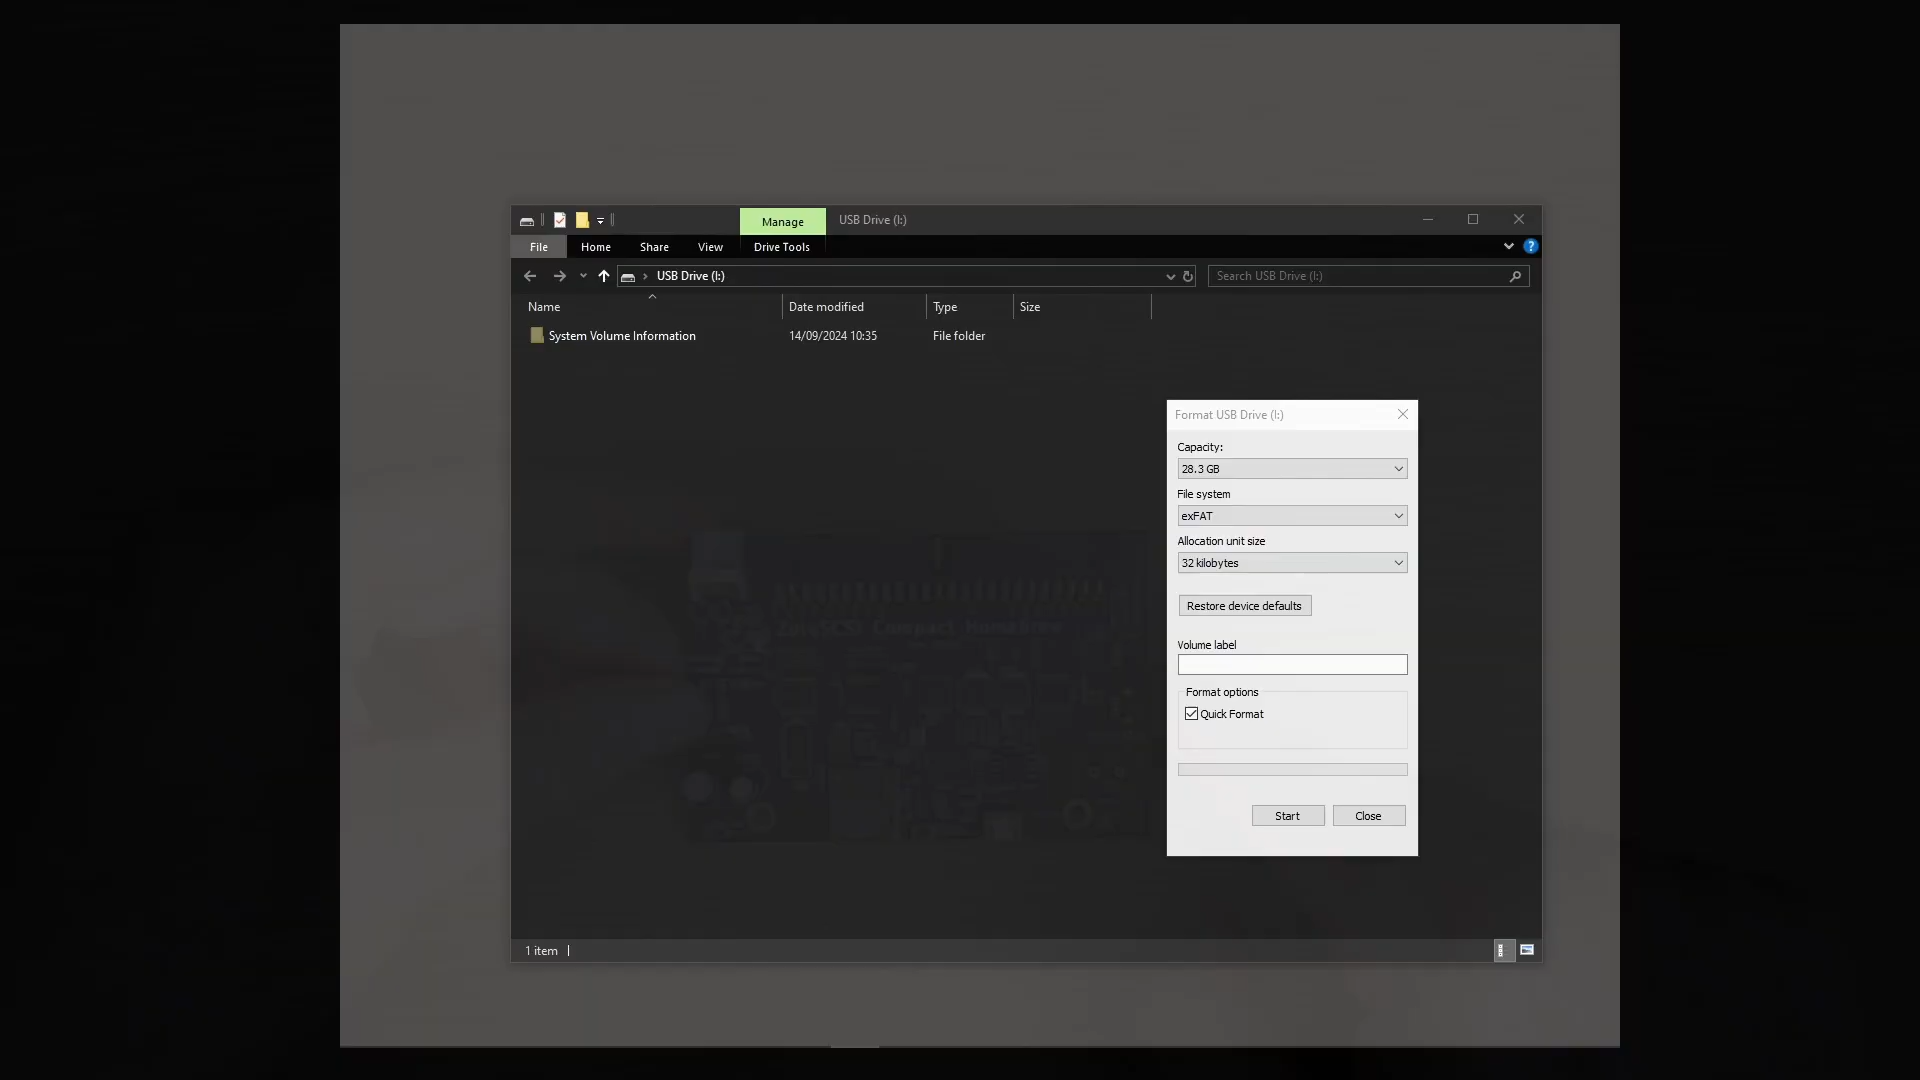 Manage
USB Drive (I:)
File
Home
Share
View
Drive Tools
?
USB Drive (I:)
Search USB Drive (I:)
Name
Date modified
Type
Size
System Volume Information
14/09/2024 10:35
File folder
Format USB Drive (I:)
Capacity:
28.3 GB
File system
exFAT
Allocation unit size
32 kilobytes
Restore device defaults
Volume label
Format options
Quick Format
Start
Close
1 item